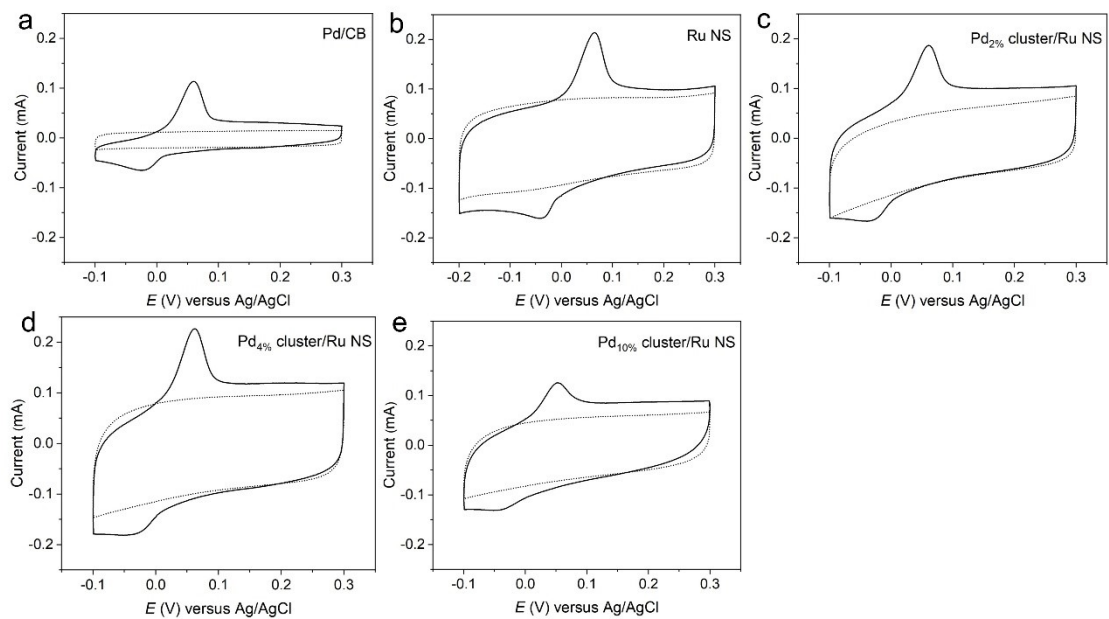 a
Pd/CB
0.2
0.1
0.0
-0.1
-0.2
Current (mA)
-0.1 0.0 0.1 0.2 0.3
E (V) versus Ag/AgCl
b
Ru NS
0.2
0.1
0.0
-0.1
-0.2
Current (mA)
-0.2 -0.1 0.0 0.1 0.2 0.3
E (V) versus Ag/AgCl
c
Pd2% cluster/Ru NS
0.2
0.1
0.0
-0.1
-0.2
Current (mA)
-0.1 0.0 0.1 0.2 0.3
E (V) versus Ag/AgCl
d
Pd4% cluster/Ru NS
0.2
0.1
0.0
-0.1
-0.2
Current (mA)
-0.1 0.0 0.1 0.2 0.3
E (V) versus Ag/AgCl
e
Pd10% cluster/Ru NS
0.2
0.1
0.0
-0.1
-0.2
Current (mA)
-0.1 0.0 0.1 0.2 0.3
E (V) versus Ag/AgCl